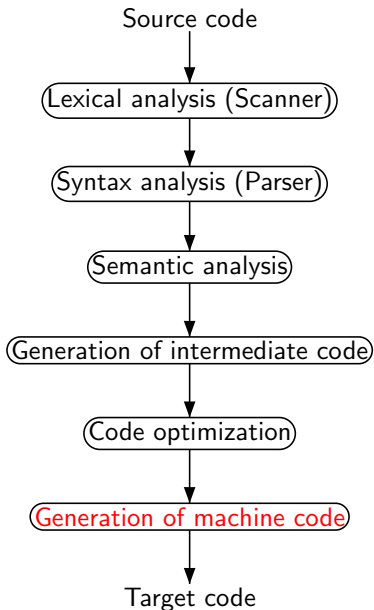 Source code
Lexical analysis (Scanner)
Syntax analysis (Parser)
Semantic analysis
Generation of intermediate code
Code optimization
Generation of machine code
Target code